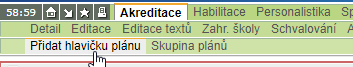 58:59 Akreditace Habilitace Personalistika
Detail Editace Editace textů Zahr. školy Schvalování
Přidat hlavičku plánu Skupina plánů